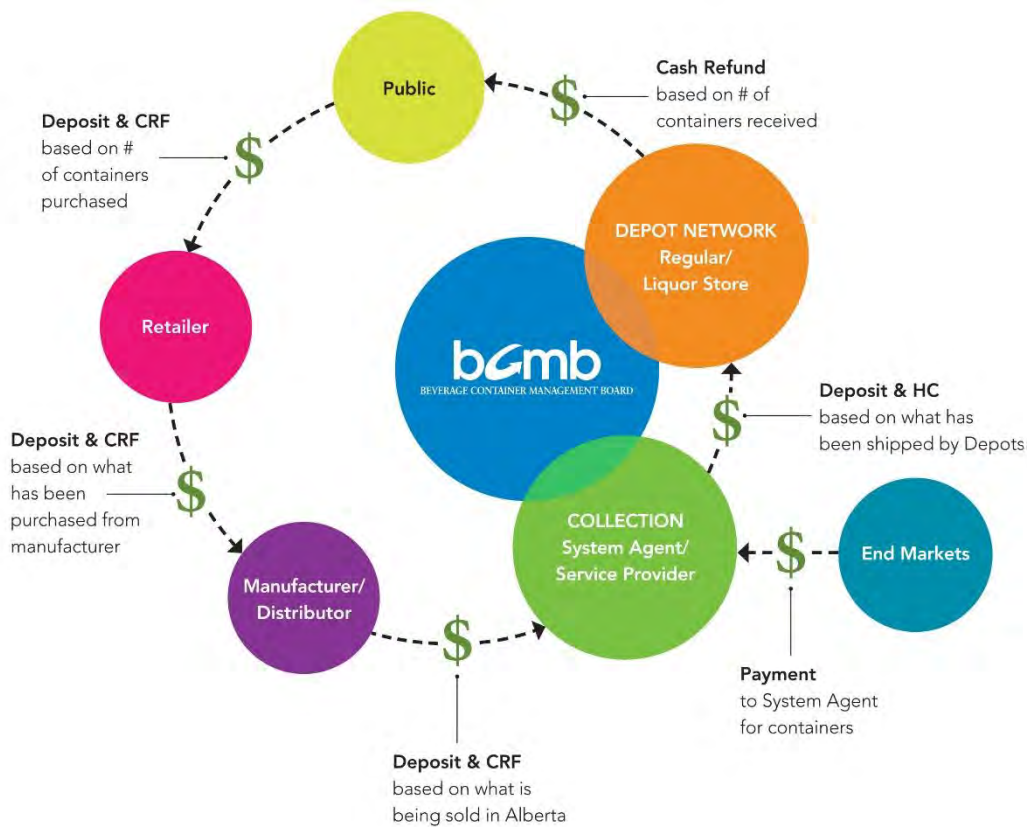 Public
Cash Refund
based on # of
containers received
Deposit & CRF
based on #
of containers
purchased
$
$
DEPOT NETWORK
Regular/
Liquor Store
Retailer
bcmb
BEVERAGE CONTAINER MANAGEMENT BOARD
Deposit & HC
based on what has
been shipped by Depots
$
Deposit & CRF
based on what
has been
purchased from
manufacturer
$
COLLECTION
System Agent/
Service Provider
$
End Markets
Manufacturer/
Distributor
$
Payment
to System Agent
for containers
Deposit & CRF
based on what is
being sold in Alberta